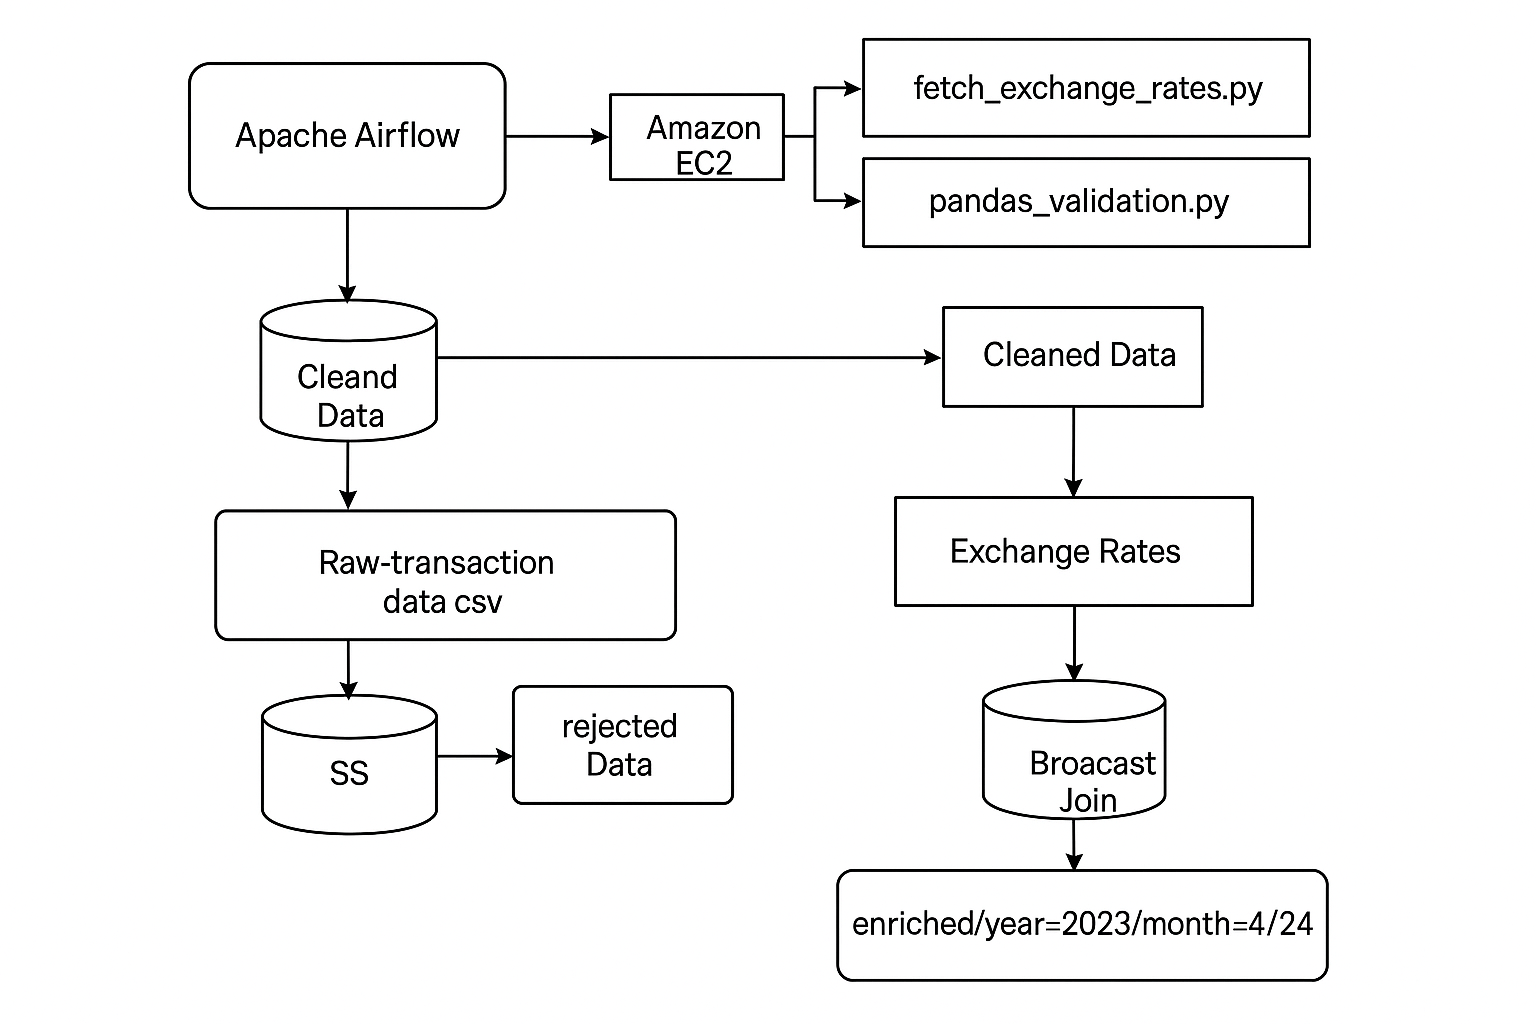 Apache Airflow
Amazon
EC2
fetch_exchange_rates.py
pandas_validation.py
Cleand
Data
Cleaned Data
Raw-transaction
data csv
Exchange Rates
SS
rejected
Data
Broacast
Join
enriched/year=2023/month=4/24